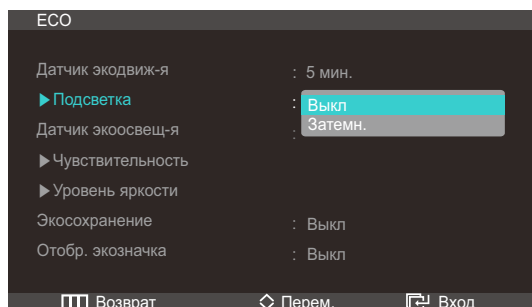 ECO
Датчик экодвиж-я : 5 мин.
▶Подсветка : Выкл
Затемн.
Датчик экоосвещ-я :
▶Чувствительность
▶Уровень яркости
Экосохранение : Выкл
Отобр. экозначка : Выкл
Возврат Перем. Вход